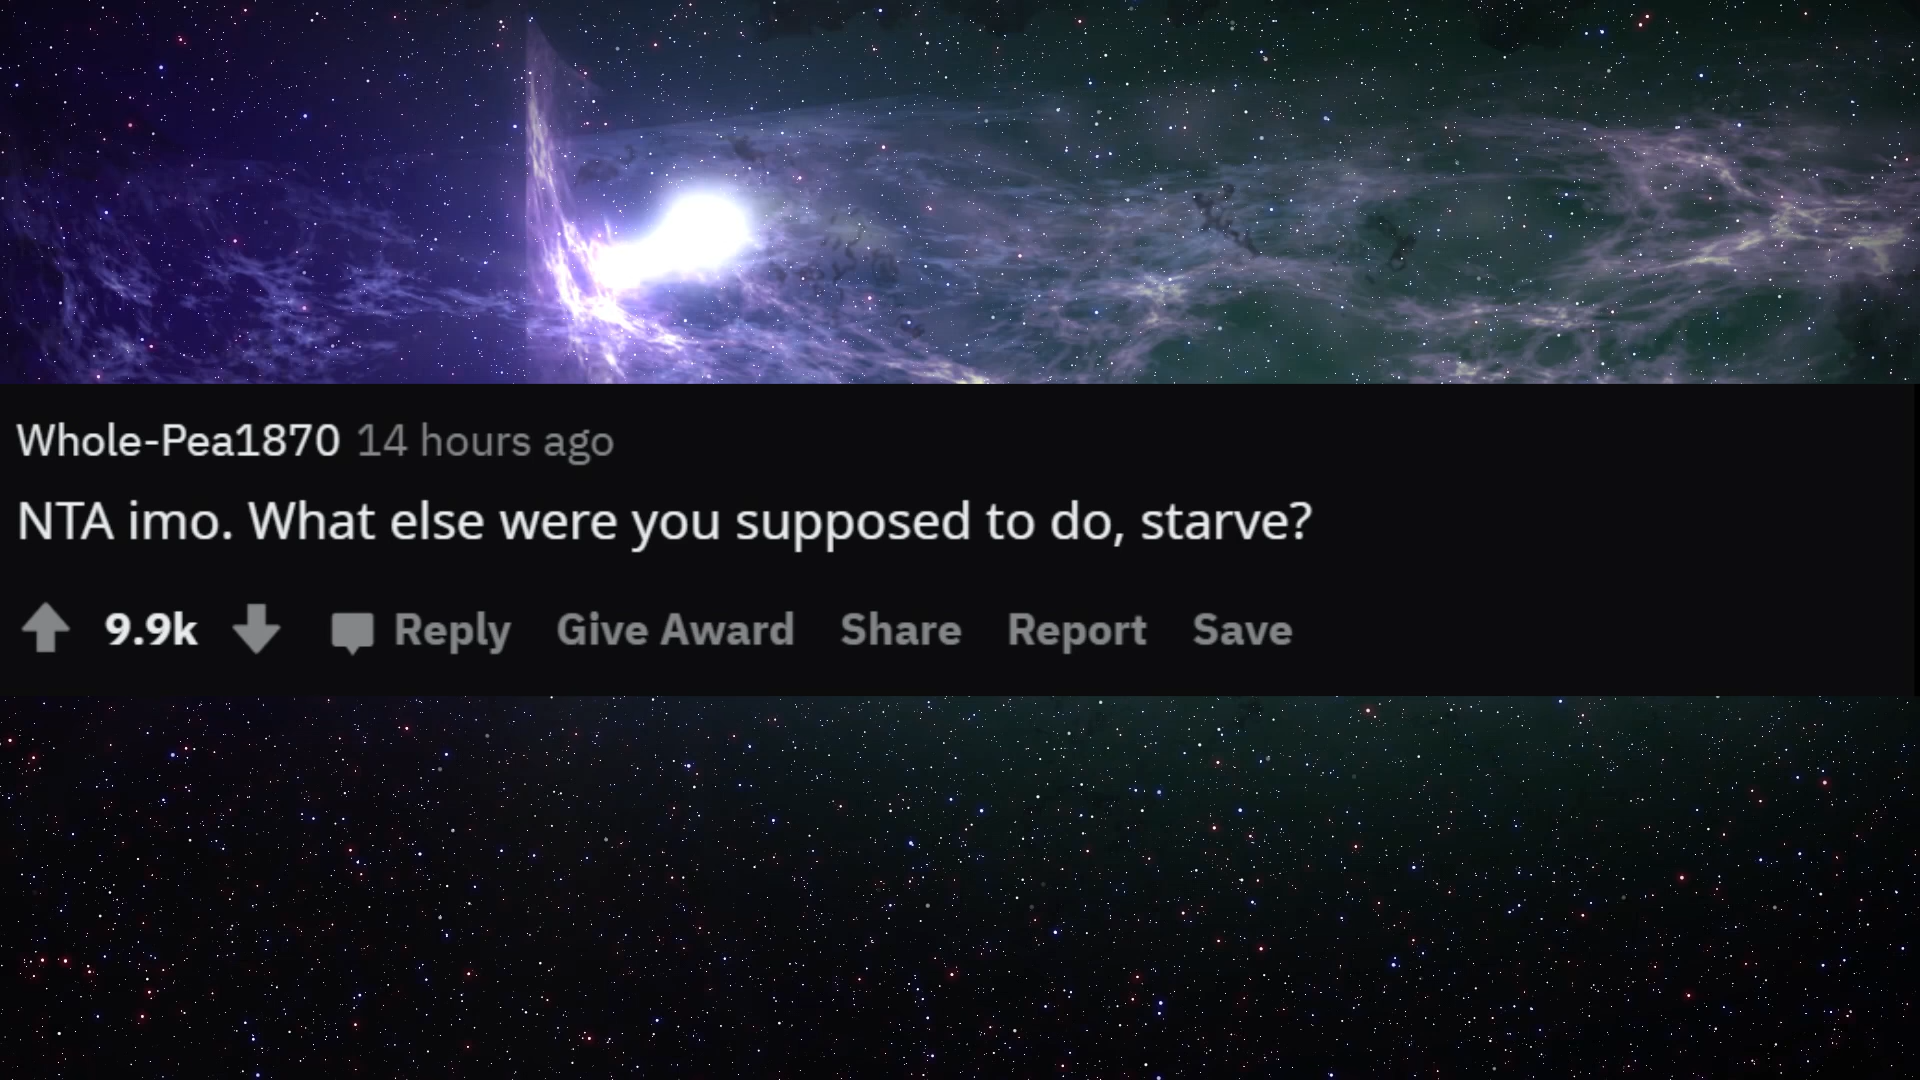 Whole-Pea1870 14 hours ago
NTA imo. What else were you supposed to do, starve?
9.9k Reply Give Award Share Report Save